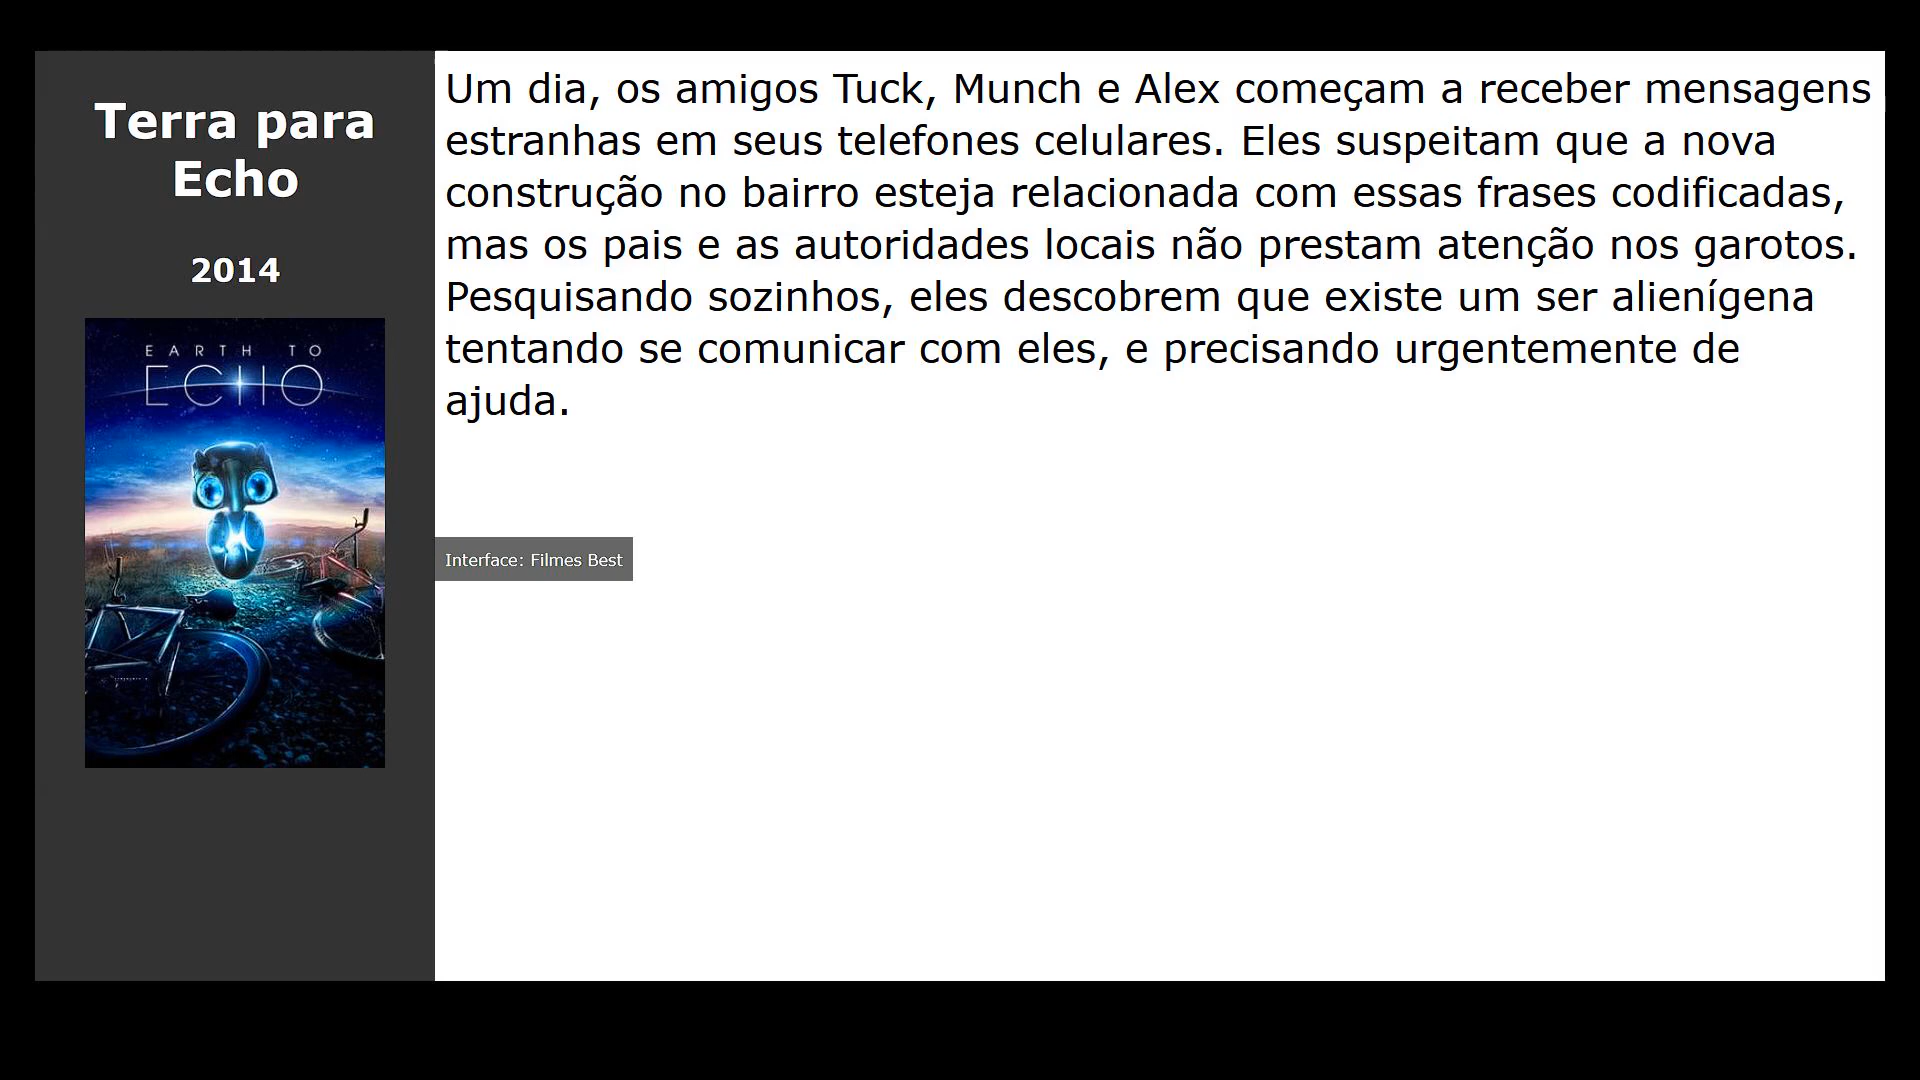 Terra para
Echo
2014
EARTH TO
ECHO
Um dia, os amigos Tuck, Munch e Alex começam a receber mensagens
estranhas em seus telefones celulares. Eles suspeitam que a nova
construção no bairro esteja relacionada com essas frases codificadas,
mas os pais e as autoridades locais não prestam atenção nos garotos.
Pesquisando sozinhos, eles descobrem que existe um ser alienígena
tentando se comunicar com eles, e precisando urgentemente de
ajuda.
Interface: Filmes Best